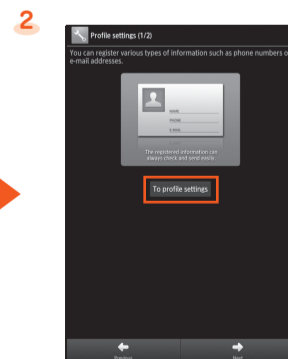 2
Profile settings (1/2)
You can register various types of information such as phone numbers o
e-mail addresses.
NAME
PHONE
E-MAIL
The registered information can
always check and send easily.
To profile settings
Previous
Next